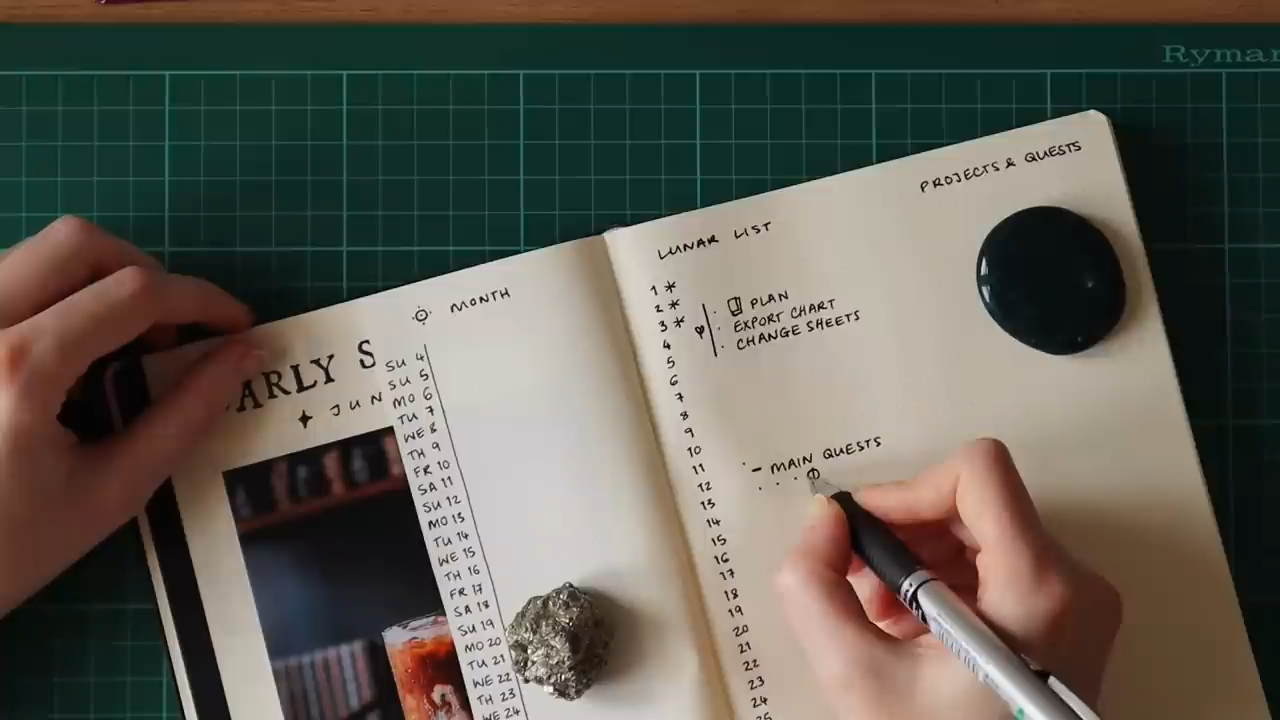 Ryman
PROJECTS & QUESTS
LUNAR LIST
MONTH
1 *
2 *
3 *
4
5
6
7
8
9
10
11
12
13
14
15
16
17
18
19
20
21
22
23
24
25
PLAN
EXPORT CHART
CHANGE SHEETS
- MAIN QUESTS
EARLY S
JUN
SU 4
SU 5
MO 6
TU 7
WE 8
TH 9
FR 10
SA 11
SU 12
MO 13
TU 14
WE 15
TH 16
FR 17
SA 18
SU 19
MO 20
TU 21
WE 22
TH 23
WE 24